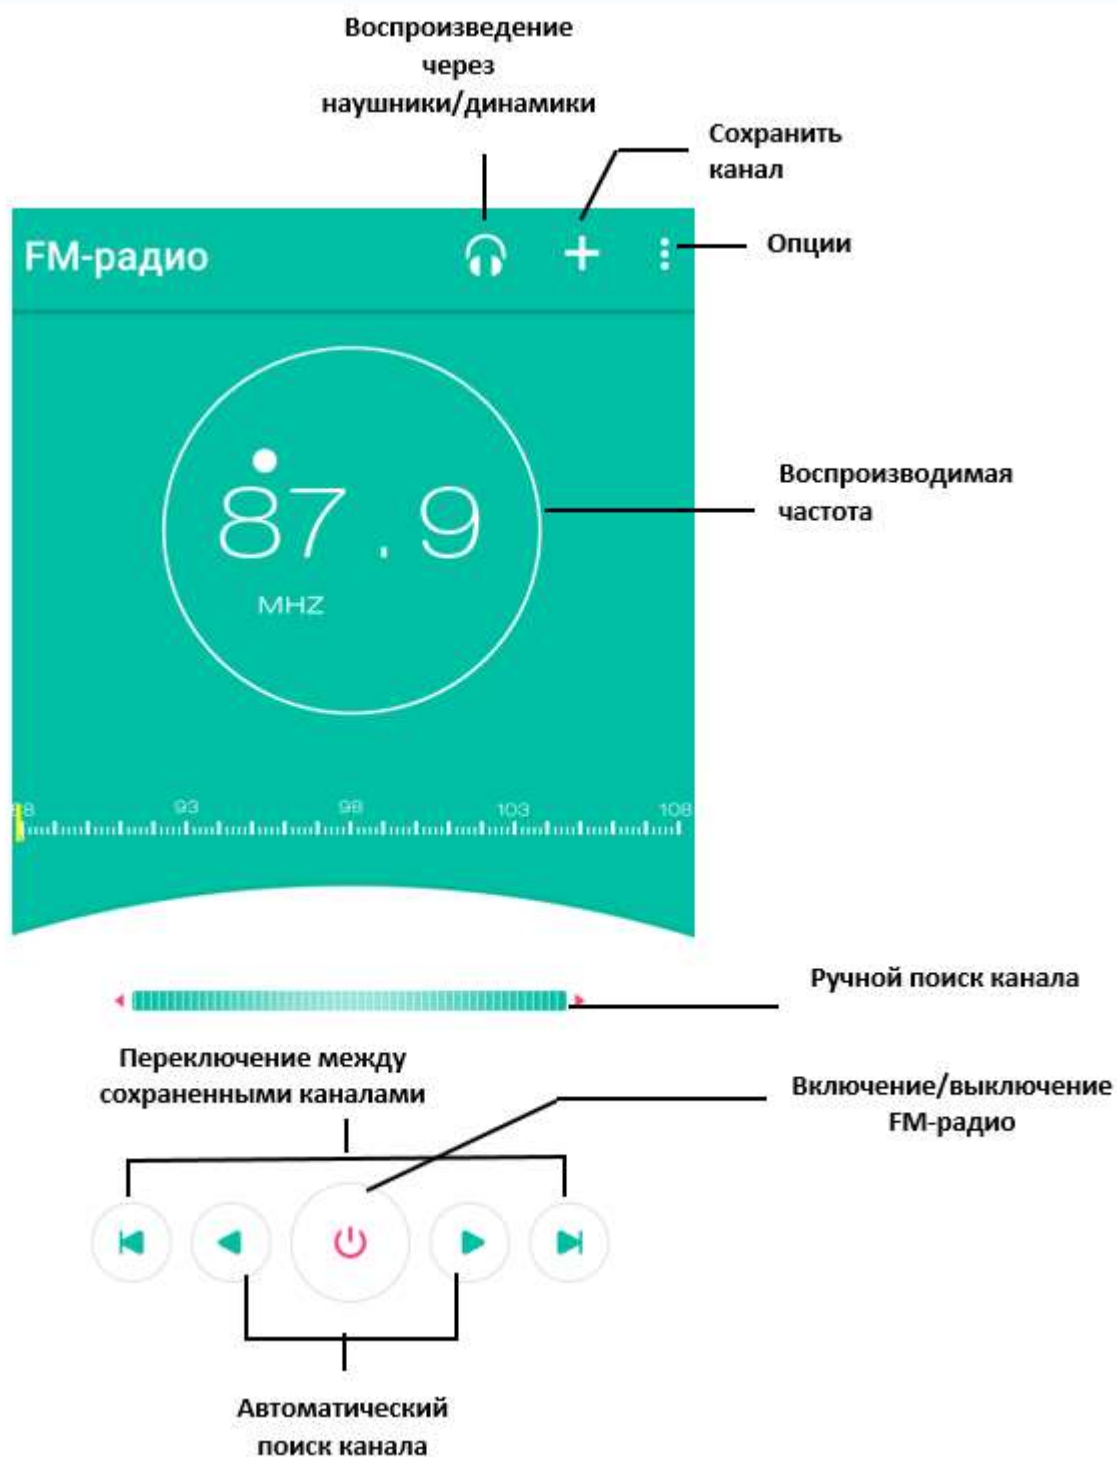 Воспроизведение
через
наушники/динамики
Сохранить
канал
FM-радио
Опции
87.9
MHZ
Воспроизводимая
частота
88 93 98 103 108
Ручной поиск канала
Переключение между
сохраненными каналами
Включение/выключение
FM-радио
Автоматический
поиск канала